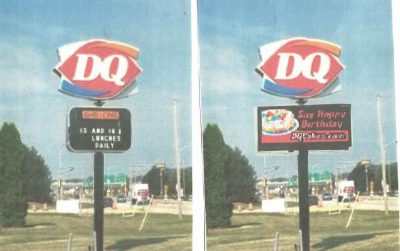 DQ
$5 AND $6
LUNCHES
DAILY
DQ
Say Happy
Birthday
DQCakes.com